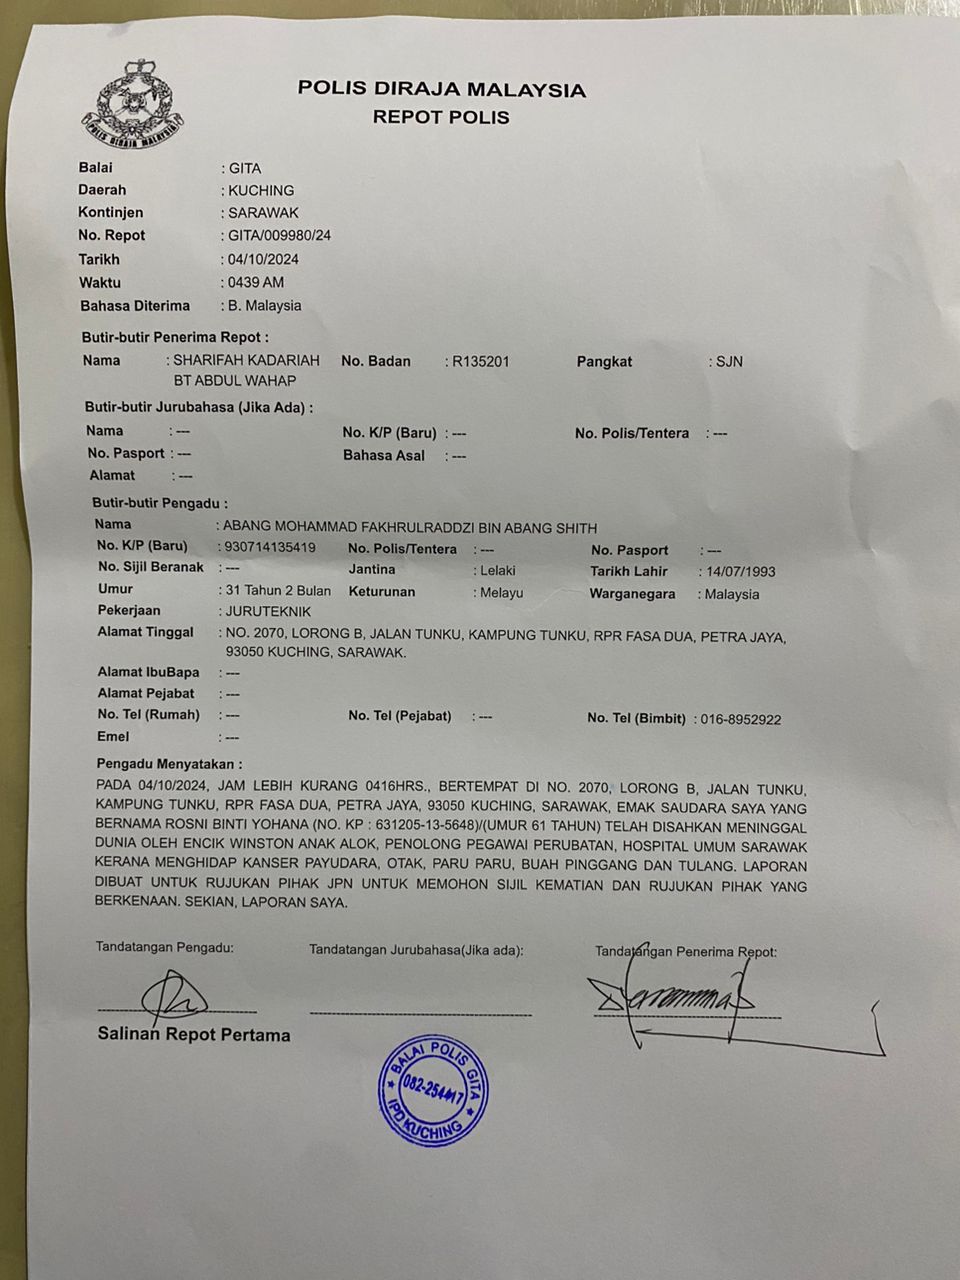 POLIS DIRAJA MALAYSIA
POLIS DIRAJA MALAYSIA
REPOT POLIS
Balai : GITA
Daerah : KUCHING
Kontinjen : SARAWAK
No. Repot : GITA/009980/24
Tarikh : 04/10/2024
Waktu : 0439 AM
Bahasa Diterima : B. Malaysia
Butir-butir Penerima Repot :
Nama : SHARIFAH KADARIAH No. Badan : R135201 Pangkat : SJN
BT ABDUL WAHAP
Butir-butir Jurubahasa (Jika Ada) :
Nama : --- No. K/P (Baru) : --- No. Polis/Tentera : ---
No. Pasport : --- Bahasa Asal : ---
Alamat : ---
Butir-butir Pengadu :
Nama : ABANG MOHAMMAD FAKHRULRADDZI BIN ABANG SHITH
No. K/P (Baru) : 930714135419 No. Polis/Tentera : --- No. Pasport : ---
No. Sijil Beranak : --- Jantina : Lelaki Tarikh Lahir : 14/07/1993
Umur : 31 Tahun 2 Bulan Keturunan : Melayu Warganegara : Malaysia
Pekerjaan : JURUTEKNIK
Alamat Tinggal : NO. 2070, LORONG B, JALAN TUNKU, KAMPUNG TUNKU, RPR FASA DUA, PETRA JAYA,
93050 KUCHING, SARAWAK.
Alamat IbuBapa : ---
Alamat Pejabat : ---
No. Tel (Rumah) : --- No. Tel (Pejabat) : --- No. Tel (Bimbit) : 016-8952922
Emel : ---
Pengadu Menyatakan :
PADA 04/10/2024, JAM LEBIH KURANG 0416HRS., BERTEMPAT DI NO. 2070, LORONG B, JALAN TUNKU,
KAMPUNG TUNKU, RPR FASA DUA, PETRA JAYA, 93050 KUCHING, SARAWAK, EMAK SAUDARA SAYA YANG
BERNAMA ROSNI BINTI YOHANA (NO. KP : 631205-13-5648)/(UMUR 61 TAHUN) TELAH DISAHKAN MENINGGAL
DUNIA OLEH ENCIK WINSTON ANAK ALOK, PENOLONG PEGAWAI PERUBATAN, HOSPITAL UMUM SARAWAK
KERANA MENGHIDAP KANSER PAYUDARA, OTAK, PARU PARU, BUAH PINGGANG DAN TULANG. LAPORAN
DIBUAT UNTUK RUJUKAN PIHAK JPN UNTUK MEMOHON SIJIL KEMATIAN DAN RUJUKAN PIHAK YANG
BERKENAAN. SEKIAN, LAPORAN SAYA.
Tandatangan Pengadu: Tandatangan Jurubahasa(Jika ada): Tandatangan Penerima Repot:
Salinan Repot Pertama
BALAI POLIS GITA
082-254417
IPD KUCHING